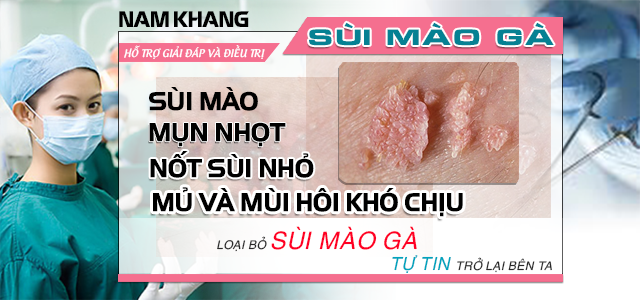 NAM KHANG
HỖ TRỢ GIẢI ĐÁP VÀ ĐIỀU TRỊ
SÙI MÀO GÀ
SÙI MÀO
MỤN NHỌT
NỐT SÙI NHỎ
MỦ VÀ MÙI HÔI KHÓ CHỊU
LOẠI BỎ SÙI MÀO GÀ
TỰ TIN TRỞ LẠI BÊN TA